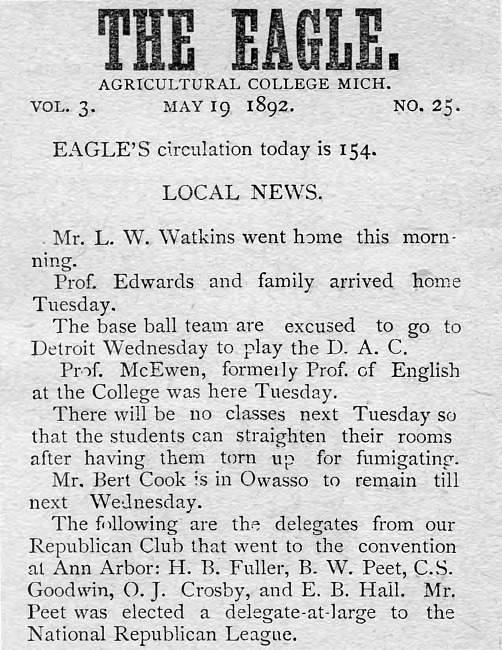 THE EAGLE.
AGRICULTURAL COLLEGE MICH.
VOL. 3. MAY 19 1892. NO. 25.
EAGLE'S circulation today is 154.
LOCAL NEWS.
Mr. L. W. Watkins went home this morn-
ning.
Prof. Edwards and family arrived home
Tuesday.
The base ball team are excused to go to
Detroit Wednesday to play the D. A. C.
Prof. McEwen, formerly Prof. of English
at the College was here Tuesday.
There will be no classes next Tuesday so
that the students can straighten their rooms
after having them torn up for fumigating.
Mr. Bert Cook is in Owasso to remain till
next Wednesday.
The following are the delegates from our
Republican Club that went to the convention
at Ann Arbor: H. B. Fuller, B. W. Peet, C.S.
Goodwin, O. J. Crosby, and E. B. Hall. Mr.
Peet was elected a delegate-at-large to the
National Republican League.